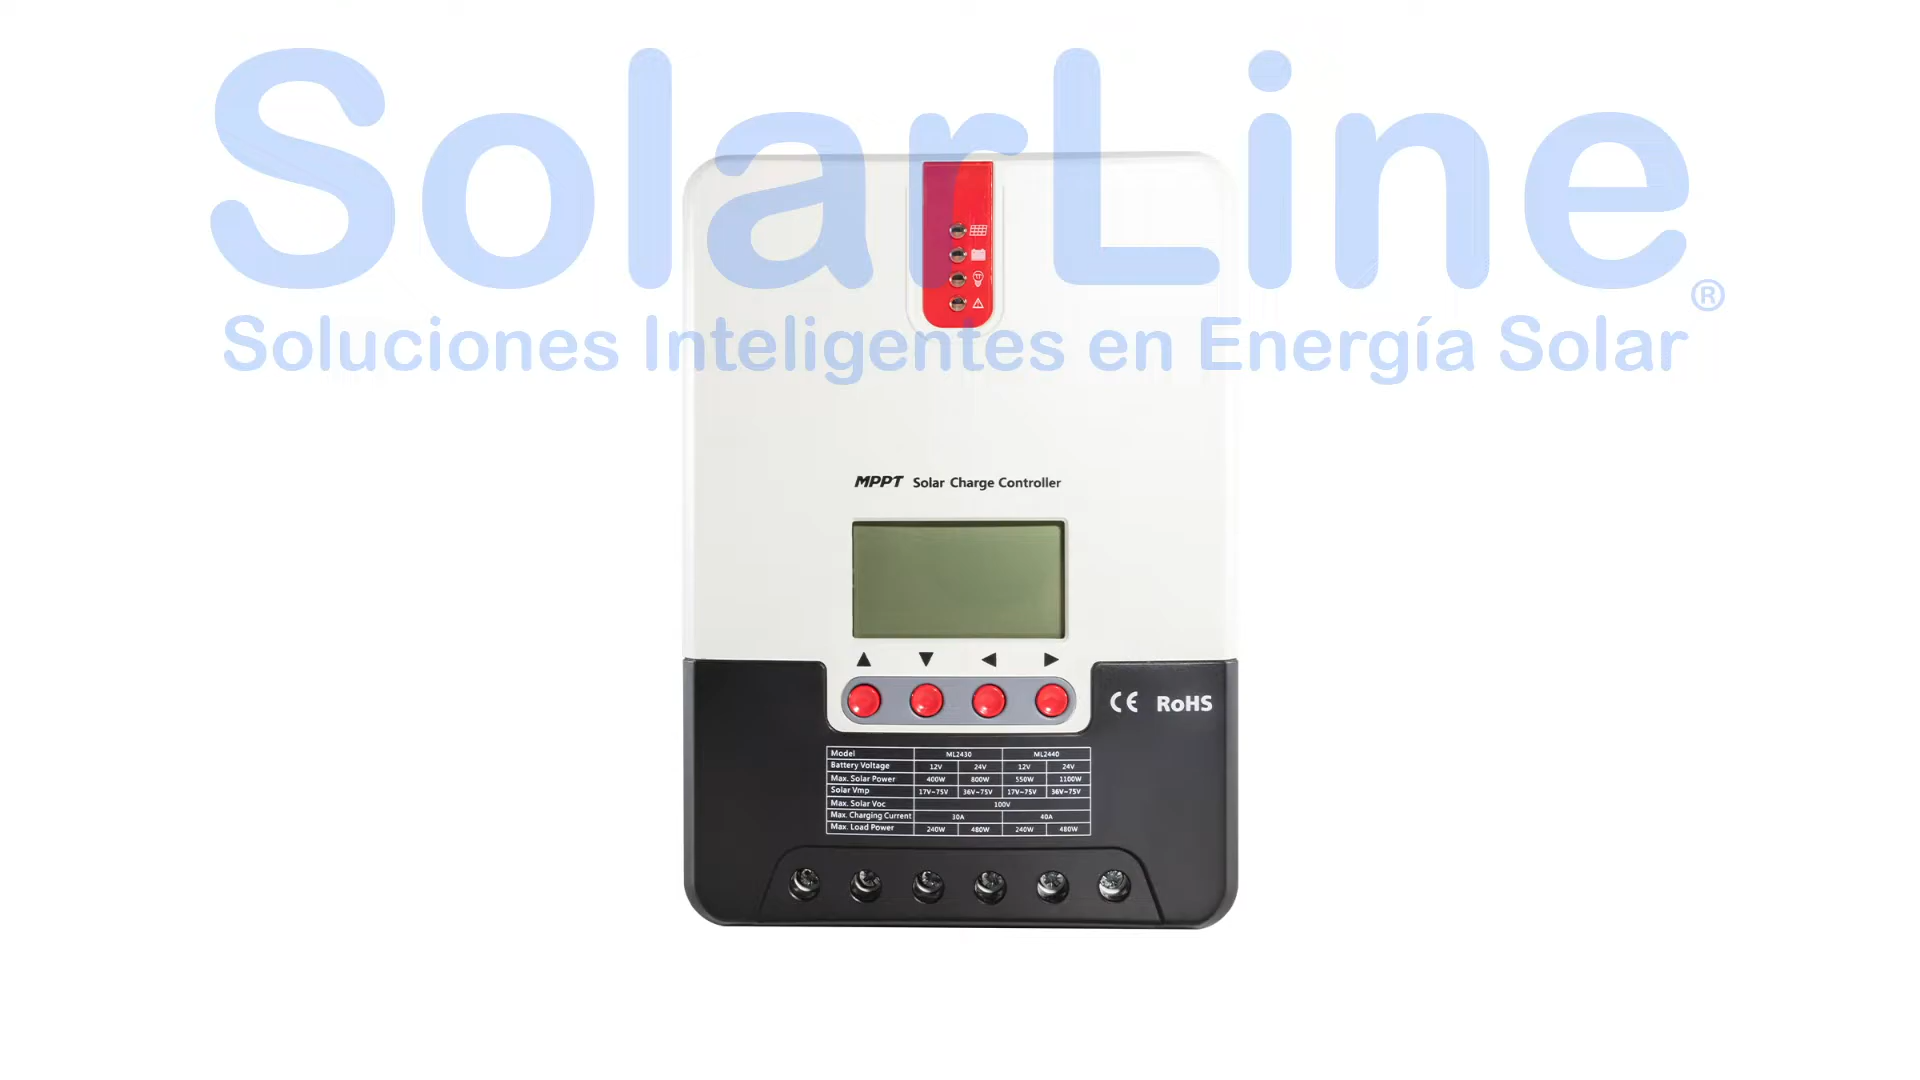 SolarLine®
Soluciones Inteligentes en Energía Solar
MPPT Solar Charge Controller
CE RoHS
Model ML2430 ML2440
Battery Voltage 12V 24V 12V 24V
Max. Solar Power 400W 800W 550W 1100W
Solar Vmp 17V~75V 36V~75V 17V~75V 36V~75V
Max. Solar Voc 100V
Max. Charging Current 30A 40A
Max. Load Power 240W 480W 240W 480W